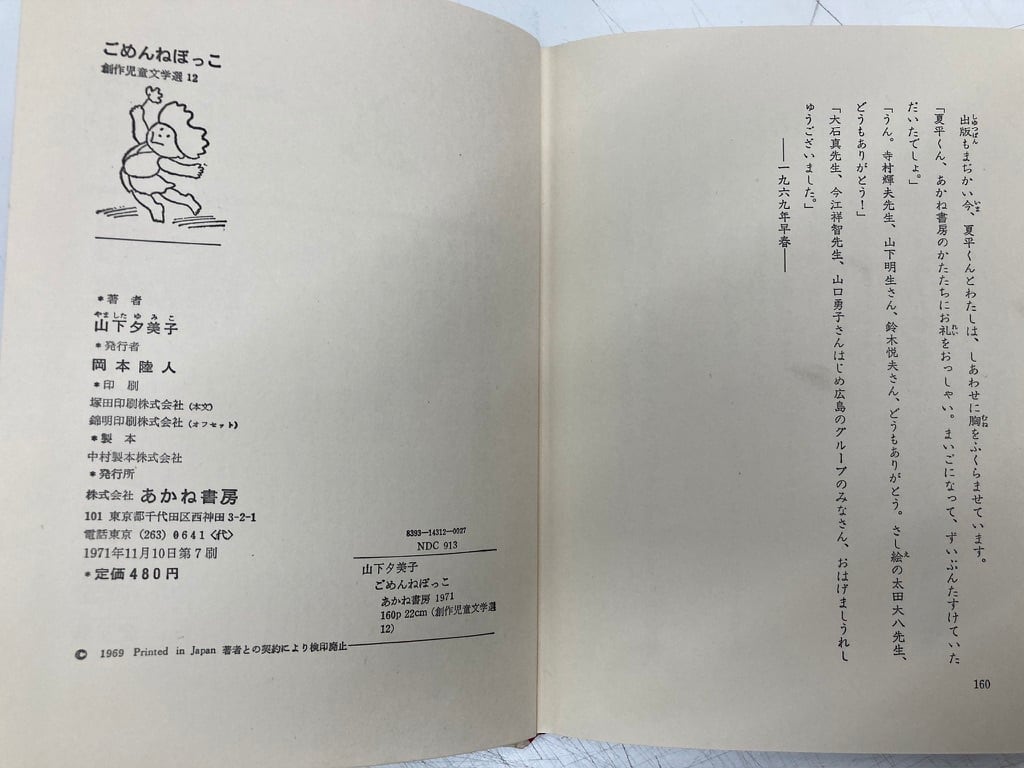 出版もまぢかい今、夏平くんとわたしは、しあわせに胸をふくらませています。
「夏平くん、あかね書房のかたたちにお礼をおっしゃい。まいごになって、ずいぶんたすけていた
だいたでしょ。」
「うん。寺村輝夫先生、山下明生さん、鈴木悦夫さん、どうもありがとう。さし絵の太田大八先生、
どうもありがとう!」
「大石真先生、今江祥智先生、山口勇子さんはじめ広島のグループのみなさん、おはげましうれし
ゅうございました。」
――一九六九年早春――
160
ごめんねぼっこ
創作児童文学選 12
*著者
やました ゆみこ
山下夕美子
*発行者
岡本陸人
*印刷
塚田印刷株式会社(本文)
錦明印刷株式会社(オフセット)
*製本
中村製本株式会社
*発行所
株式会社 あかね書房
101 東京都千代田区西神田3-2-1
電話東京(263)0641〈代〉
1971年11月10日第7刷
*定価480円
8393-14312-0027
NDC 913
山下夕美子
ごめんねぼっこ
あかね書房 1971
160p 22cm(創作児童文学選
12)
© 1969 Printed in Japan 著者との契約により検印廃止